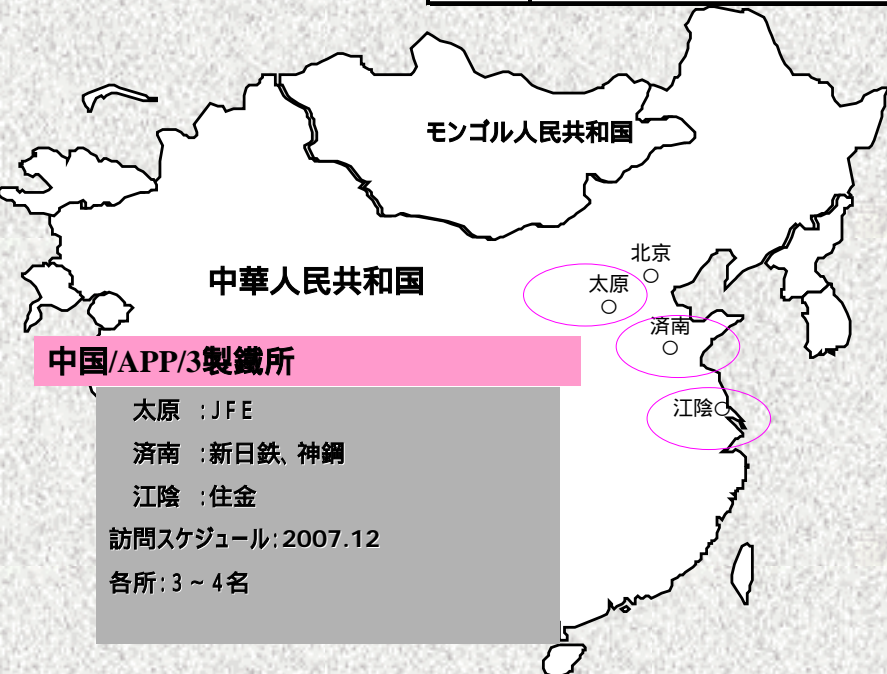 モンゴル人民共和国
北京
中華人民共和国
太原
済南
中国/APP/3製鐵所
太原 :JFE
江陰
済南 :新日鉄、神鋼
江陰 :住金
訪問スケジュール:2007.12
各所:3~4名